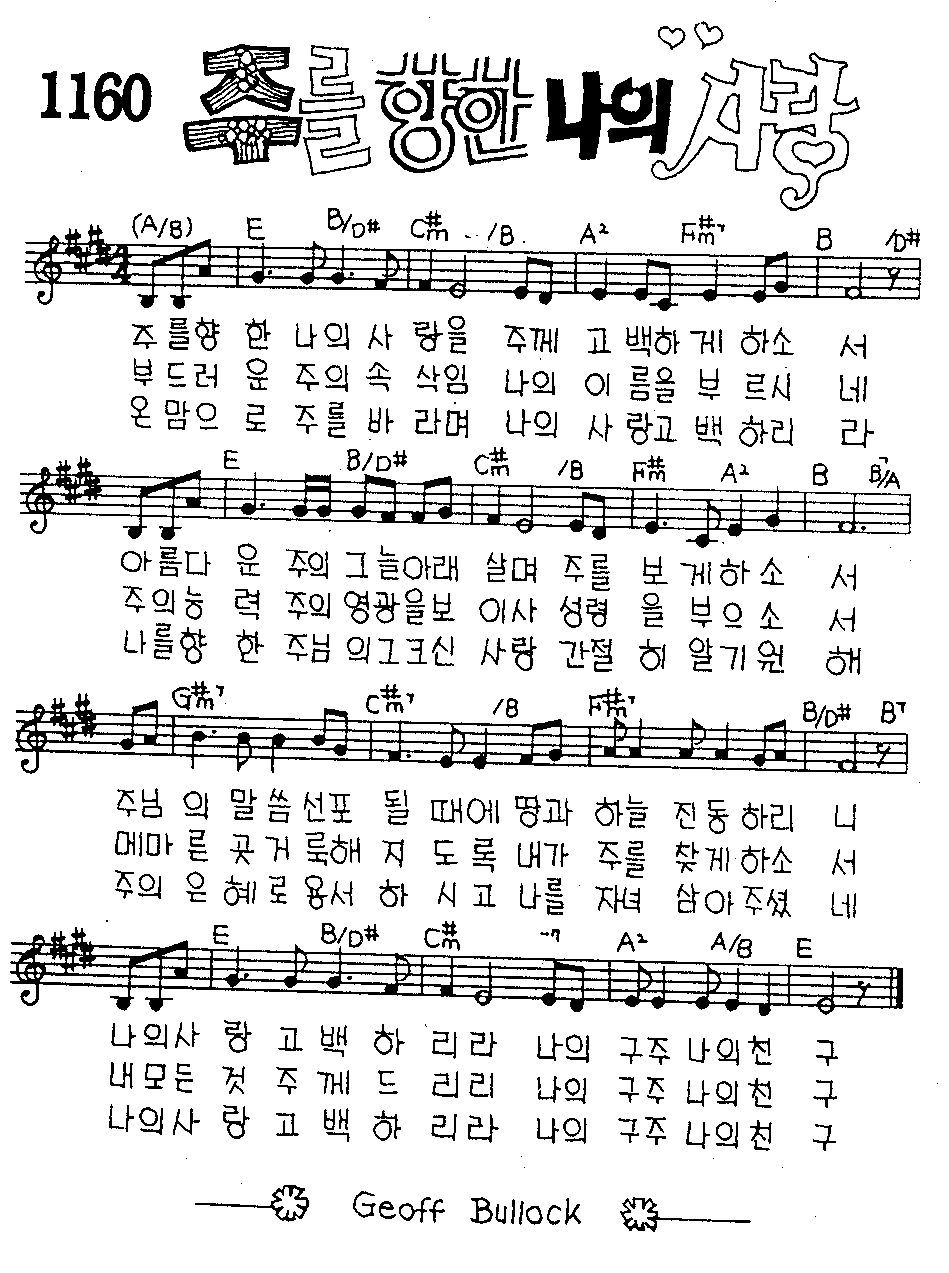 1160 주를 향한 나의 사랑
(A/B) E B/D# C#m /B A2 F#m7 B /D#
4 4
주를향 한 나의 사 랑을 주께 고 백하 게 하소 서
부드러 운 주의 속 삭임 나의 이 름을 부 르시 네
온맘으 로 주를 바 라며 나의 사 랑고 백 하리 라
E B/D# C#m /B F#m A2 B B7/A
아름다 운 주의 그늘아래 살며 주를 보 게하 소 서
주의능 력 주의 영광을보 이사 성령 을 부으 소 서
나를향 한 주님 의그크신 사랑 간절 히 알기 원 해
G#m7 C#m7 /B F#m7 B/D# B7
주님 의 말 씀 선포 될 때에 땅과 하늘 진동 하리 니
메마 른 곳 거 룩해 지 도록 내가 주를 찾게 하소 서
주의 은 혜로 용서 하 시고 나를 자녀 삼아 주셨 네
E B/D# C#m -7 A2 A/B E
나의사 랑 고 백 하 리라 나의 구주 나의친 구
내모든 것 주 께 드 리리 나의 구주 나의친 구
나의사 랑 고 백 하 리라 나의 구주 나의친 구
Geoff Bullock